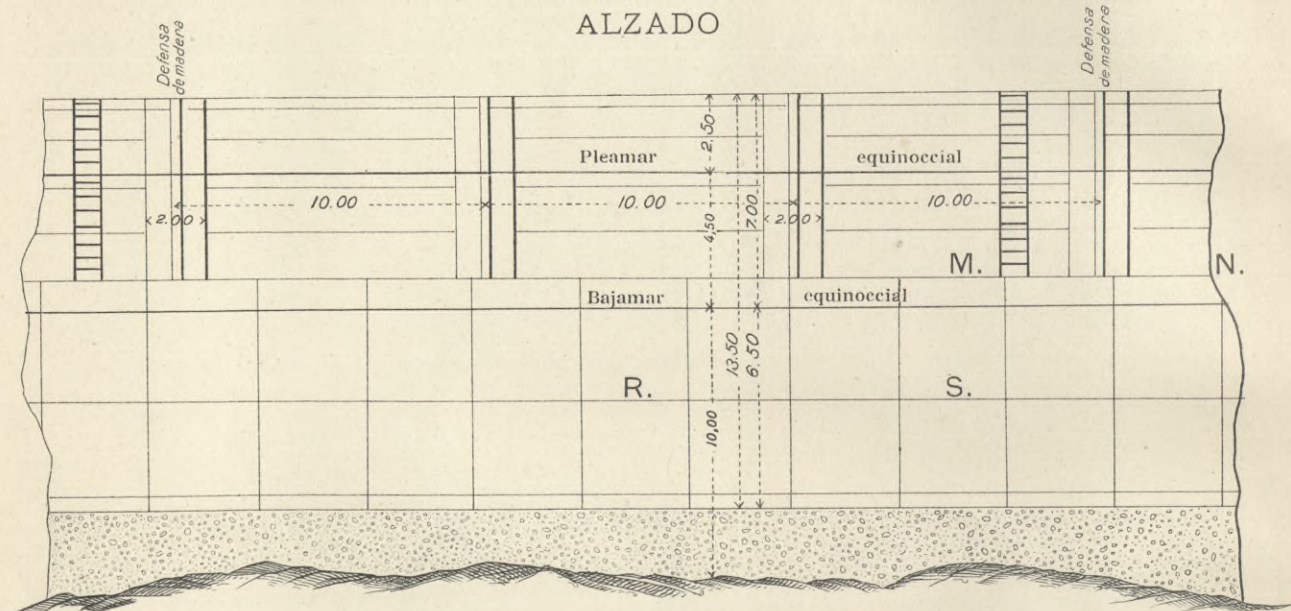 ALZADO
Defensa
de madera
Defensa
de madera
2.50
Pleamar equinoccial
10.00
10.00
10.00
2.00
4,50
7.00
2.00
M.
N.
Bajamar equinoccial
13.50
6.50
R.
S.
10,00